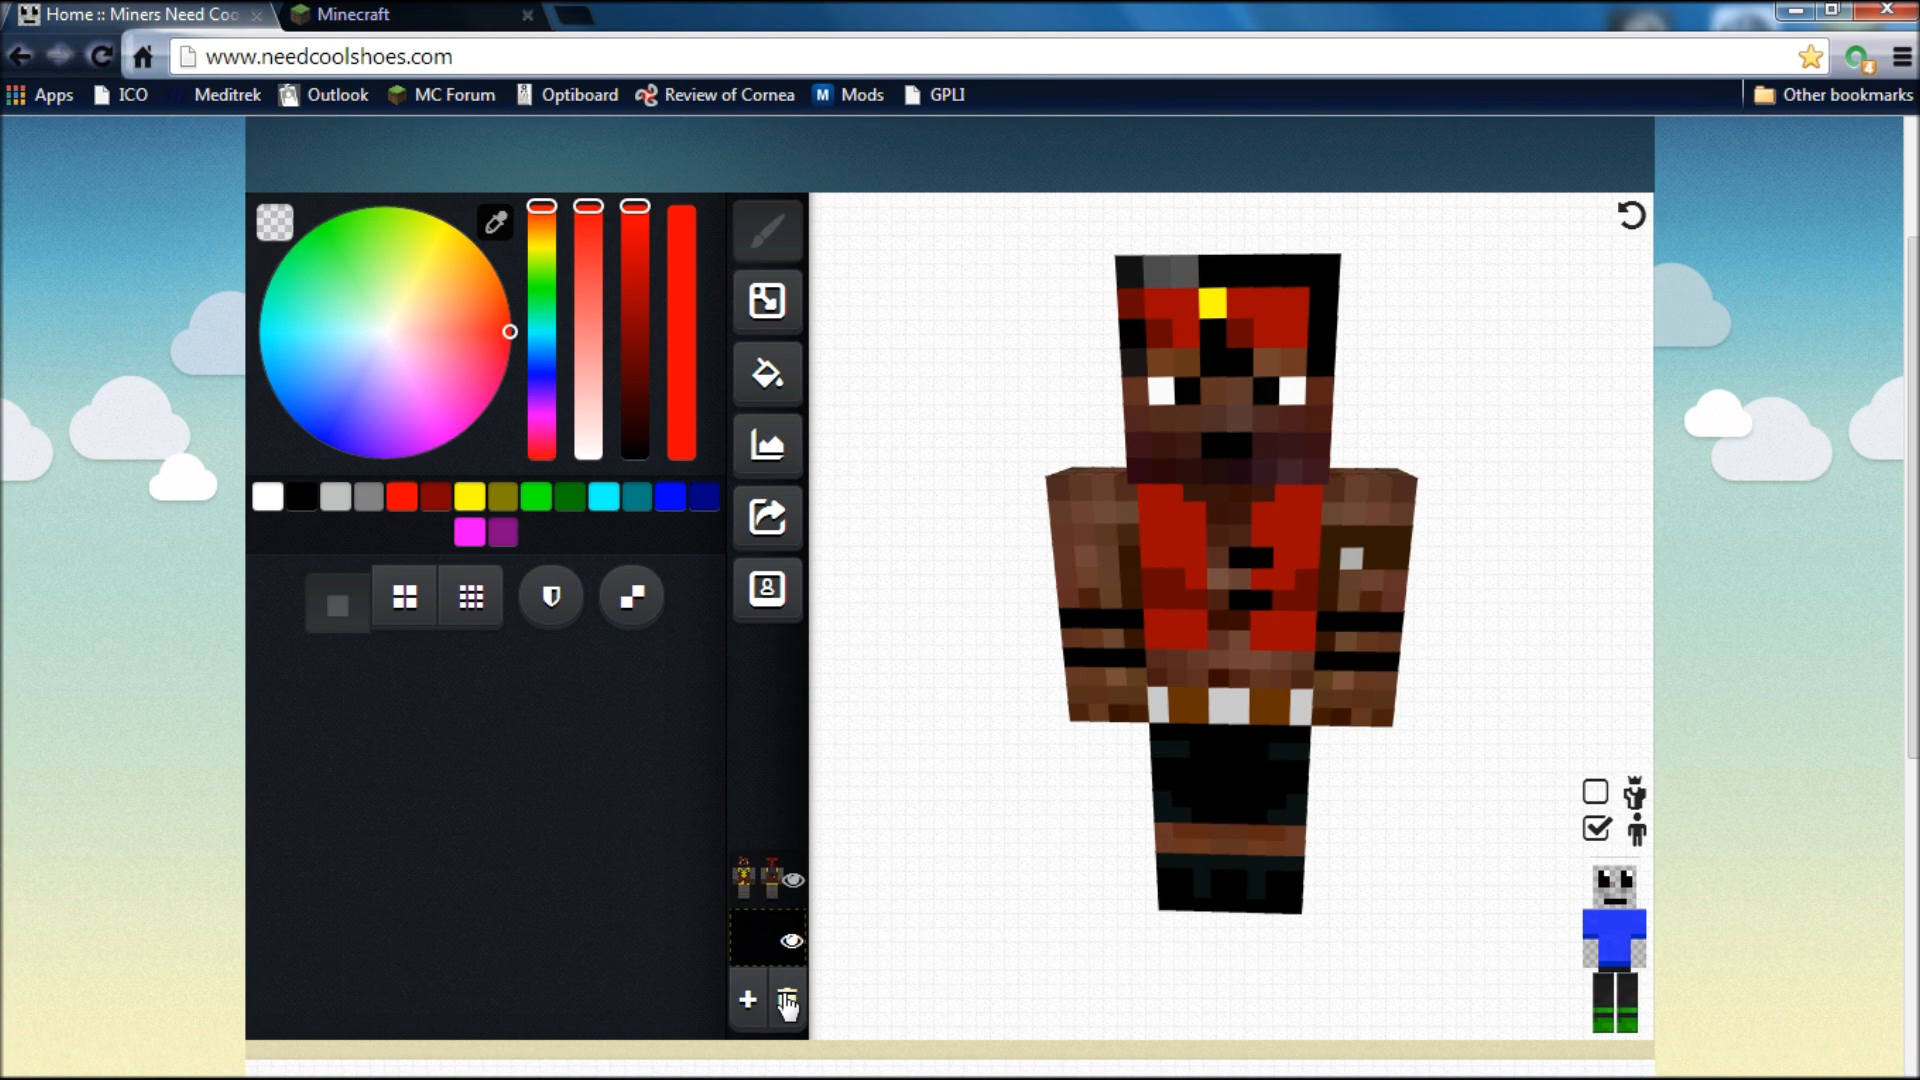 Home :: Miners Need Coo
Minecraft
www.needcoolshoes.com
4
Apps ICO Meditrek Outlook MC Forum Optiboard Review of Cornea M Mods GPLI Other bookmarks